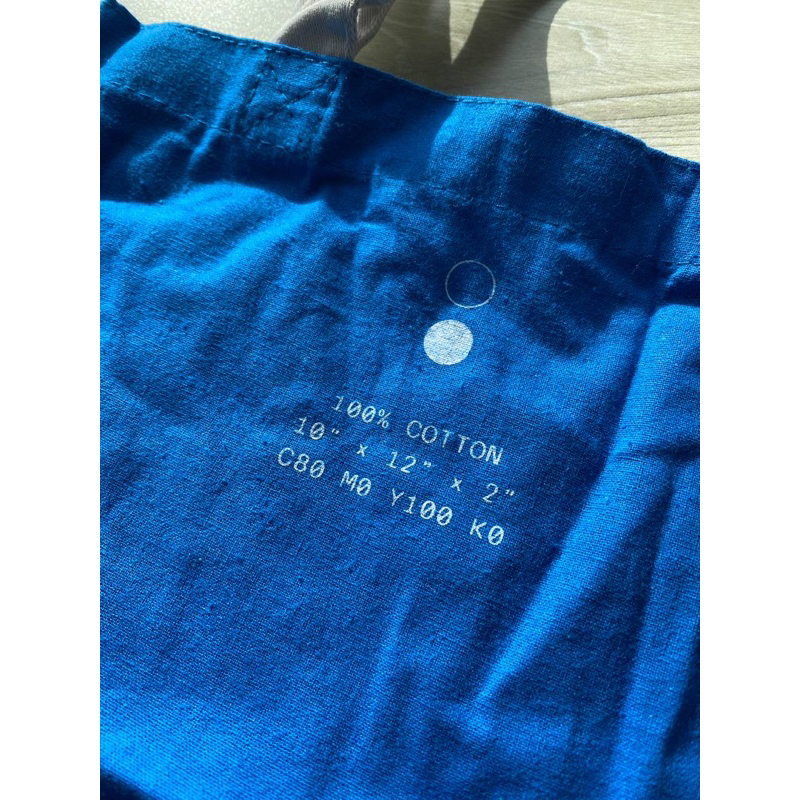 100% COTTON
10" x 12" x 2"
C80 M0 Y100 K0